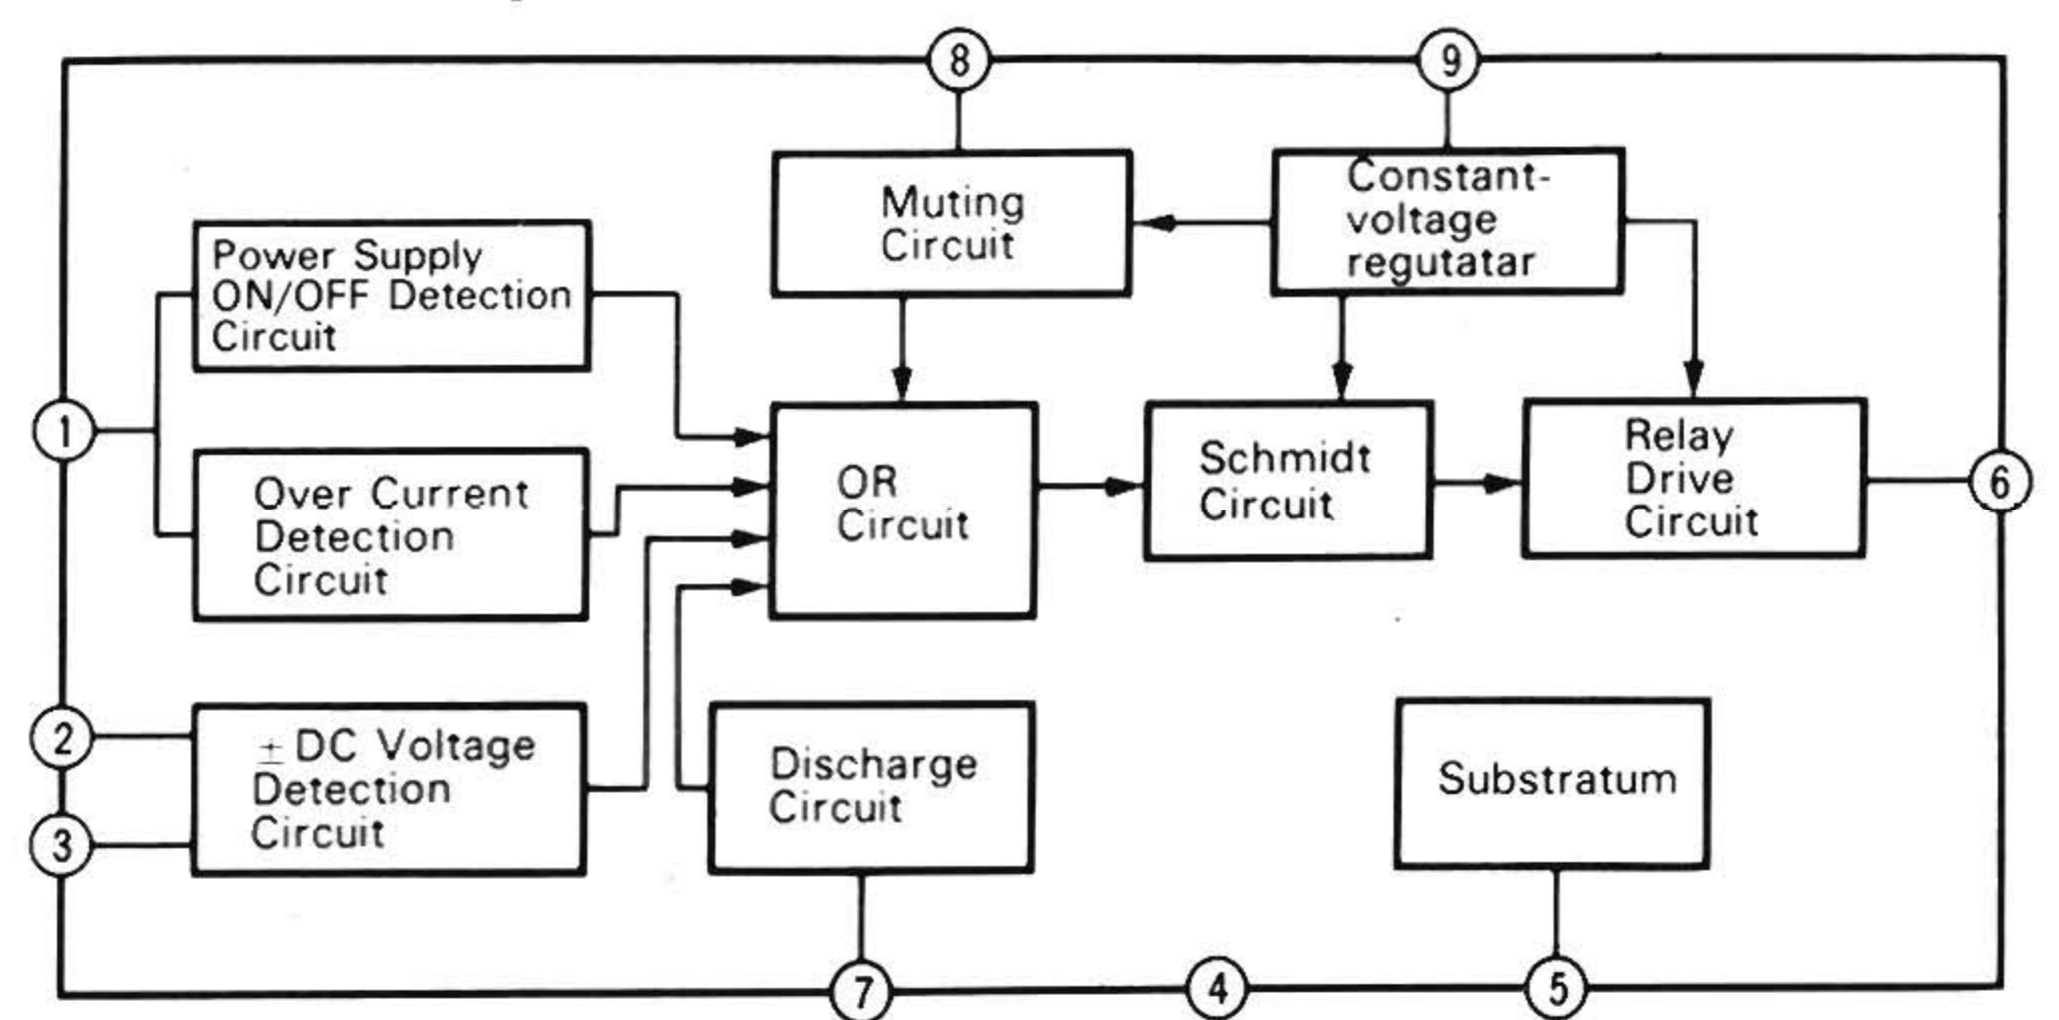 8
9
Muting
Circuit
Constant-
voltage
regutatar
Power Supply
ON/OFF Detection
Circuit
1
Over Current
Detection
Circuit
OR
Circuit
Schmidt
Circuit
Relay
Drive
Circuit
6
2
3
± DC Voltage
Detection
Circuit
Discharge
Circuit
Substratum
7
4
5